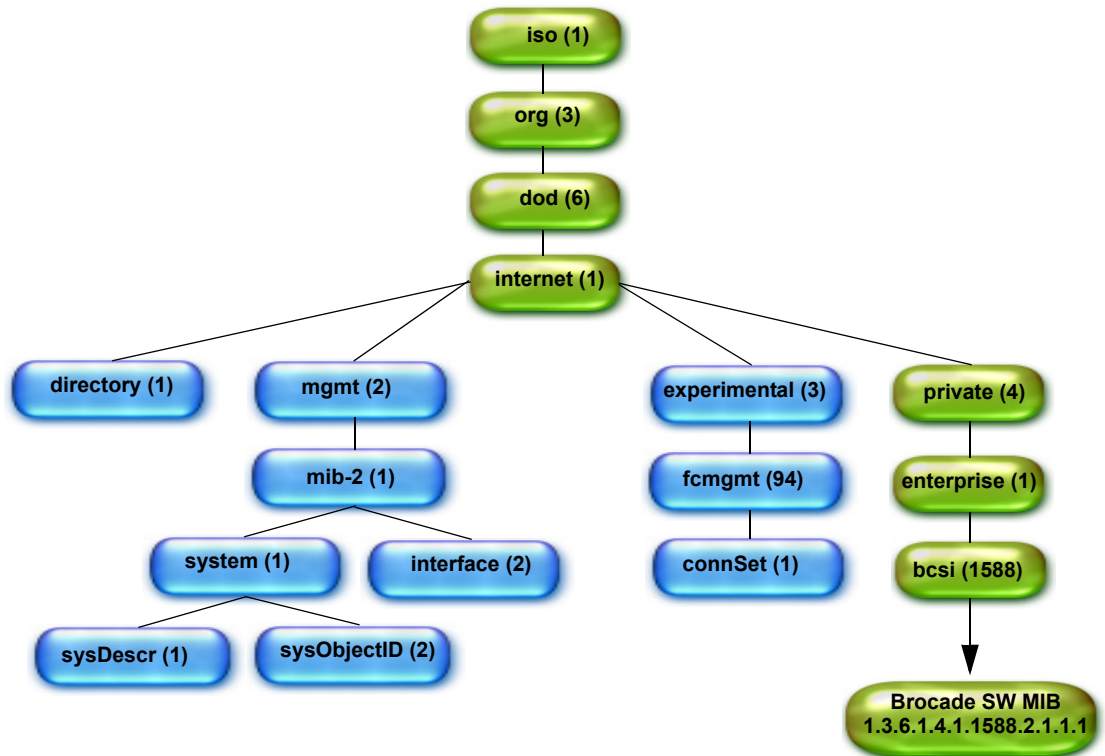 iso (1)
org (3)
dod (6)
internet (1)
directory (1)
mgmt (2)
experimental (3)
private (4)
mib-2 (1)
fcmgmt (94)
enterprise (1)
system (1)
interface (2)
connSet (1)
bcsi (1588)
sysDescr (1)
sysObjectID (2)
Brocade SW MIB
1.3.6.1.4.1.1588.2.1.1.1